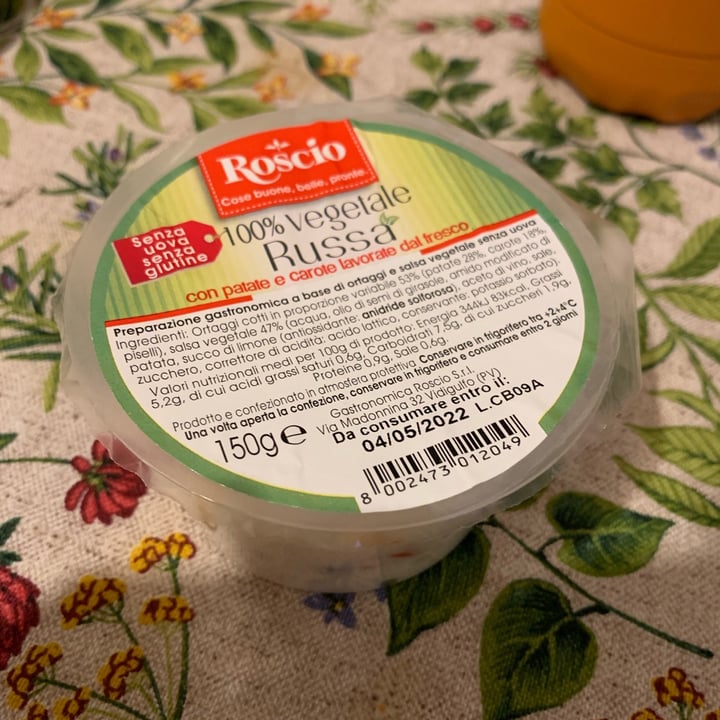 Roscio
Cose buone, belle, pronte.
Senza
uova
senza
glutine
100% Vegetale
Russa
con patate e carote lavorate dal fresco
Preparazione gastronomica a base di ortaggi e salsa vegetale senza uova
Ingredienti: Ortaggi cotti in proporzione variabile 53% (patate 28%, carote 18%,
piselli), salsa vegetale 47% (acqua, olio di semi di girasole, amido modificato di
patata, succo di limone (antiossidante: anidride solforosa), aceto di vino, sale,
zucchero, correttore di acidità: acido lattico, conservante: potassio sorbato).
Valori nutrizionali medi per 100g di prodotto: Energia 344kJ 83kcal, Grassi
5,2g, di cui acidi grassi saturi 0,6g, Carboidrati 7,5g, di cui zuccheri 1,9g,
Proteine 0,9g, Sale 0,6g.
Prodotto e confezionato in atmosfera protettiva. Conservare in frigorifero tra +2+4°C
Una volta aperta la confezione, conservare in frigorifero e consumare entro 2 giorni
Gastronomica Roscio S.r.l.
Via Madonnina 32 Vidigulfo (PV)
150g e
Da consumare entro il:
04/05/2022 L.CB09A
8 002473 012049